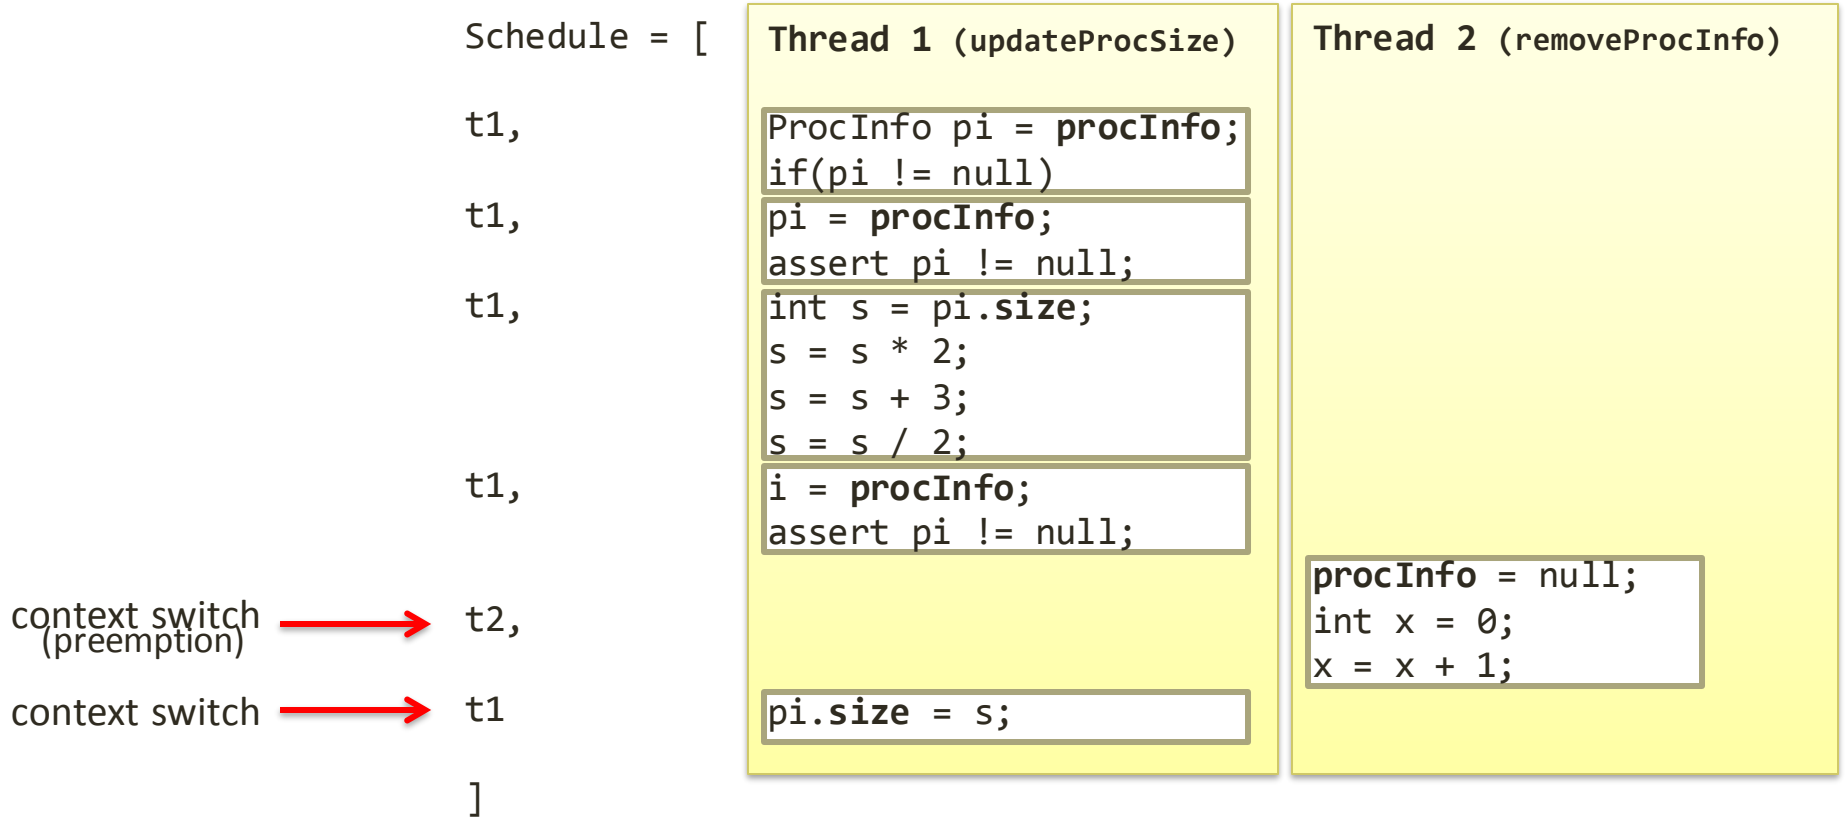 Schedule = [
Thread 1 (updateProcSize)
Thread 2 (removeProcInfo)
t1,
ProcInfo pi = procInfo;
if(pi != null)
t1,
pi = procInfo;
assert pi != null;
t1,
int s = pi.size;
s = s * 2;
s = s + 3;
s = s / 2;
t1,
i = procInfo;
assert pi != null;
context switch
(preemption)
t2,
procInfo = null;
int x = 0;
x = x + 1;
context switch
t1
pi.size = s;
]